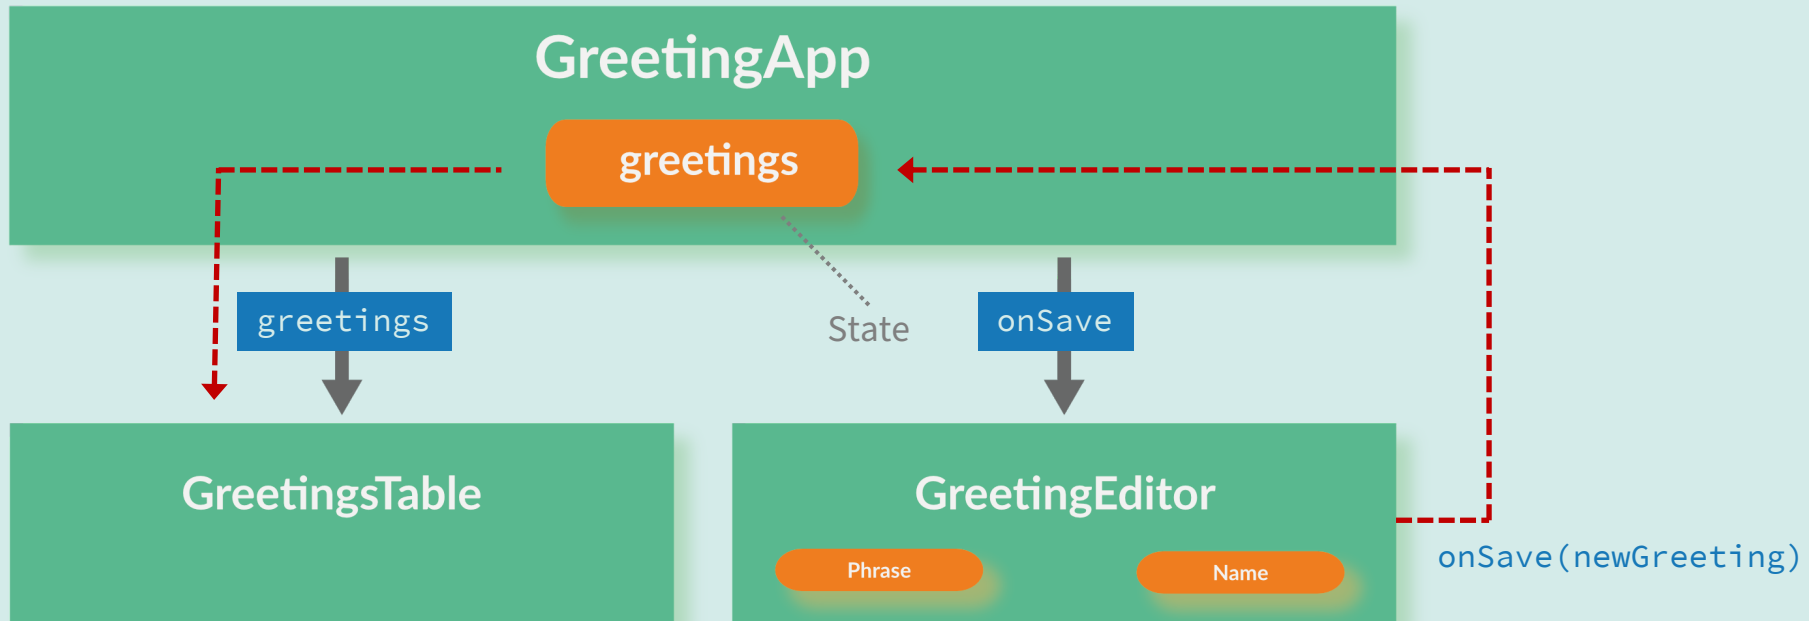 GreetingApp
greetings
greetings
State
onSave
GreetingsTable
GreetingEditor
Phrase
Name
onSave(newGreeting)